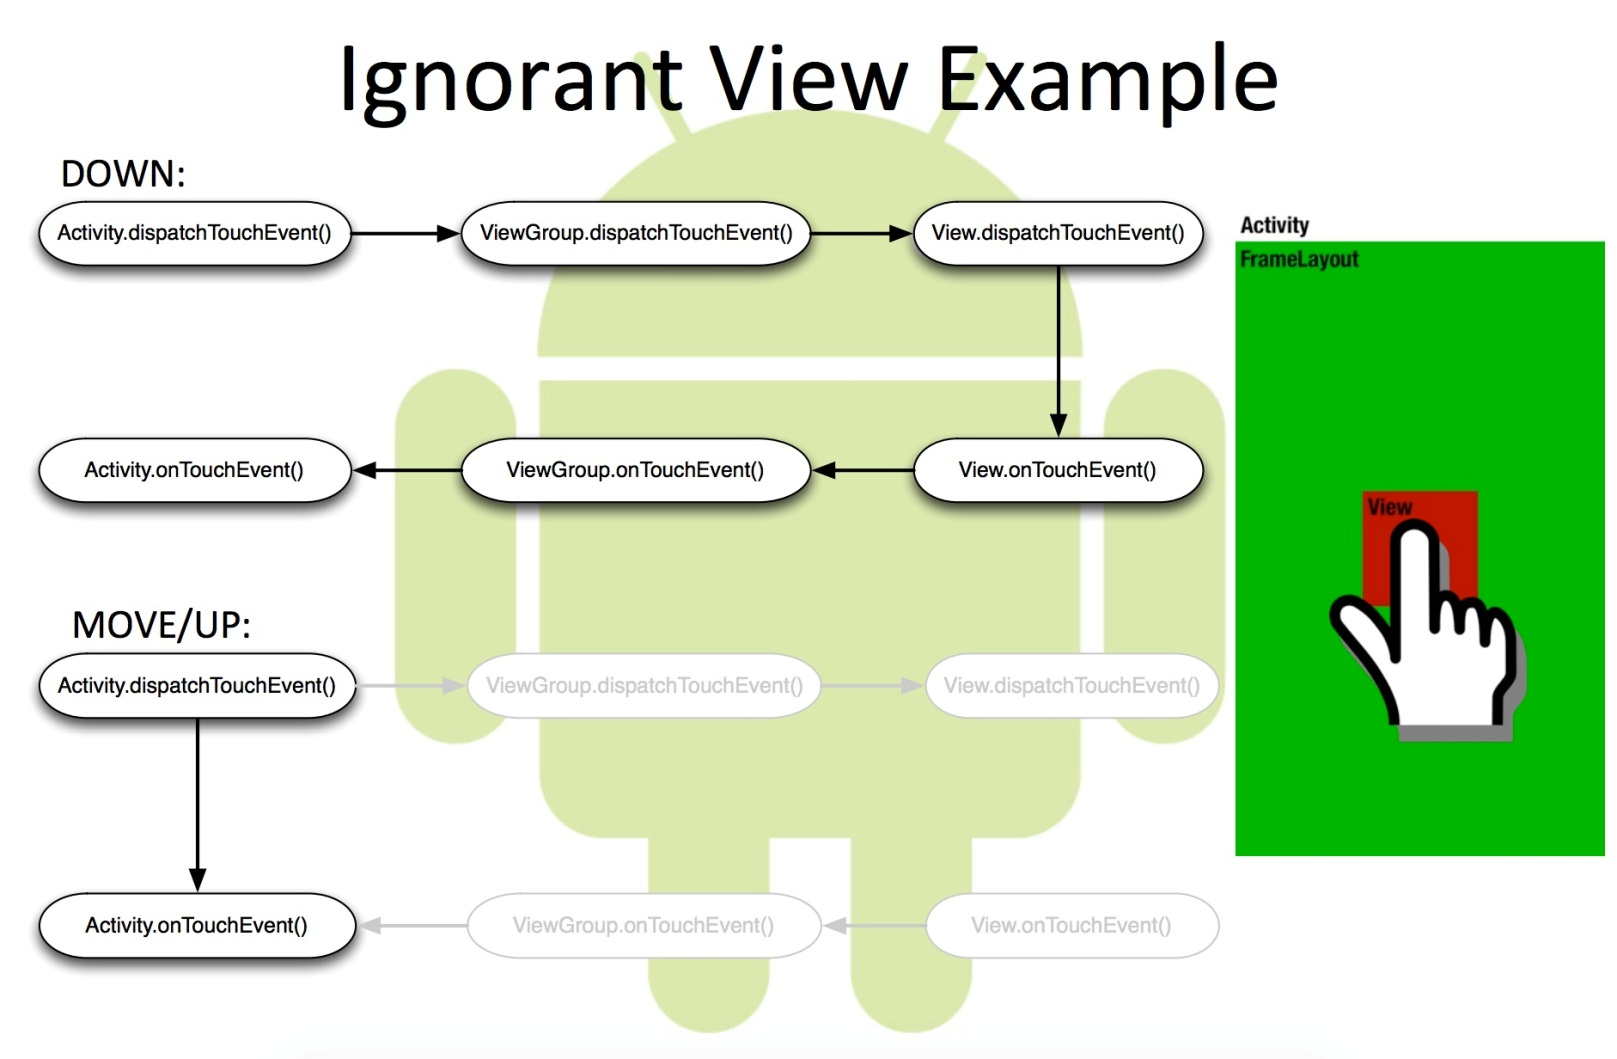 Ignorant View Example
DOWN:
Activity.dispatchTouchEvent()
ViewGroup.dispatchTouchEvent()
View.dispatchTouchEvent()
Activity
FrameLayout
Activity.onTouchEvent()
ViewGroup.onTouchEvent()
View.onTouchEvent()
View
MOVE/UP:
Activity.dispatchTouchEvent()
ViewGroup.dispatchTouchEvent()
View.dispatchTouchEvent()
Activity.onTouchEvent()
ViewGroup.onTouchEvent()
View.onTouchEvent()